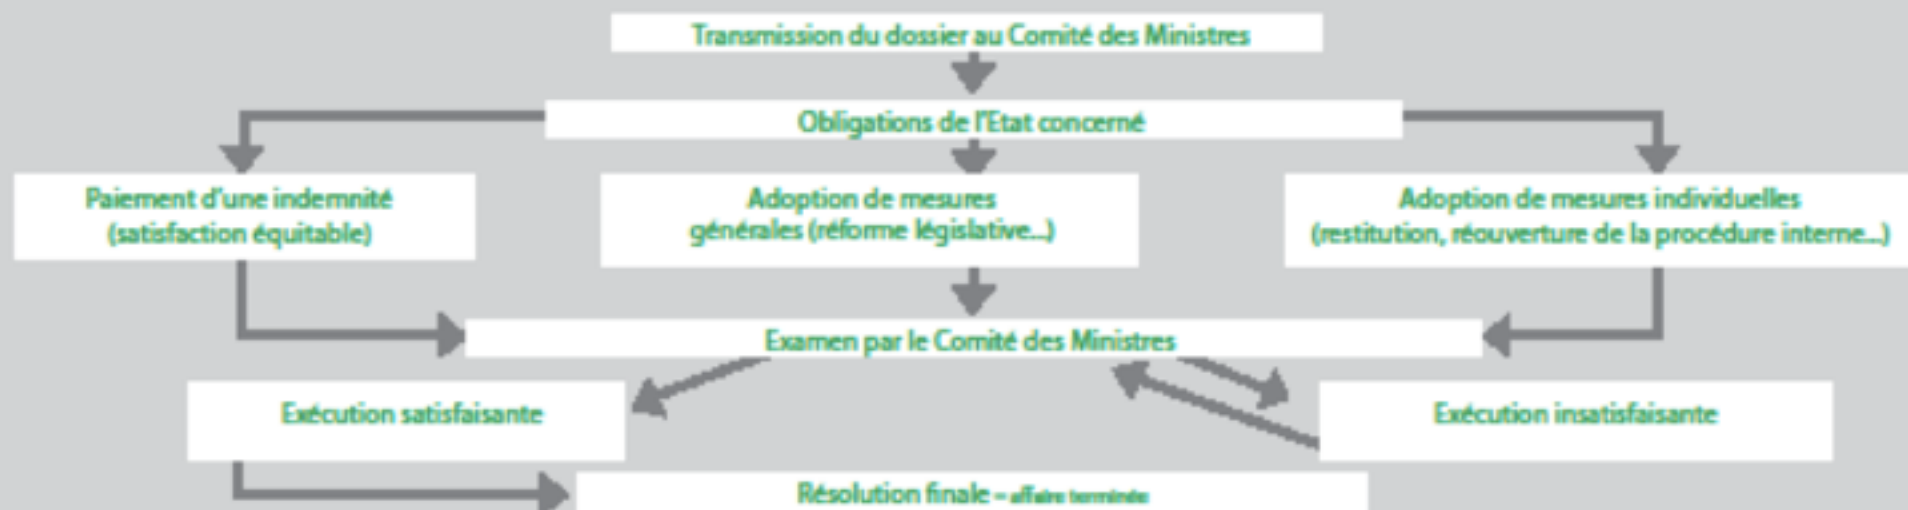 Transmission du dossier au Comité des Ministres
Obligations de l'Etat concerné
Paiement d'une indemnité
(satisfaction équitable)
Adoption de mesures
générales (réforme législative...)
Adoption de mesures individuelles
(restitution, réouverture de la procédure interne...)
Examen par le Comité des Ministres
Exécution satisfaisante
Exécution insatisfaisante
Résolution finale – affaire terminée